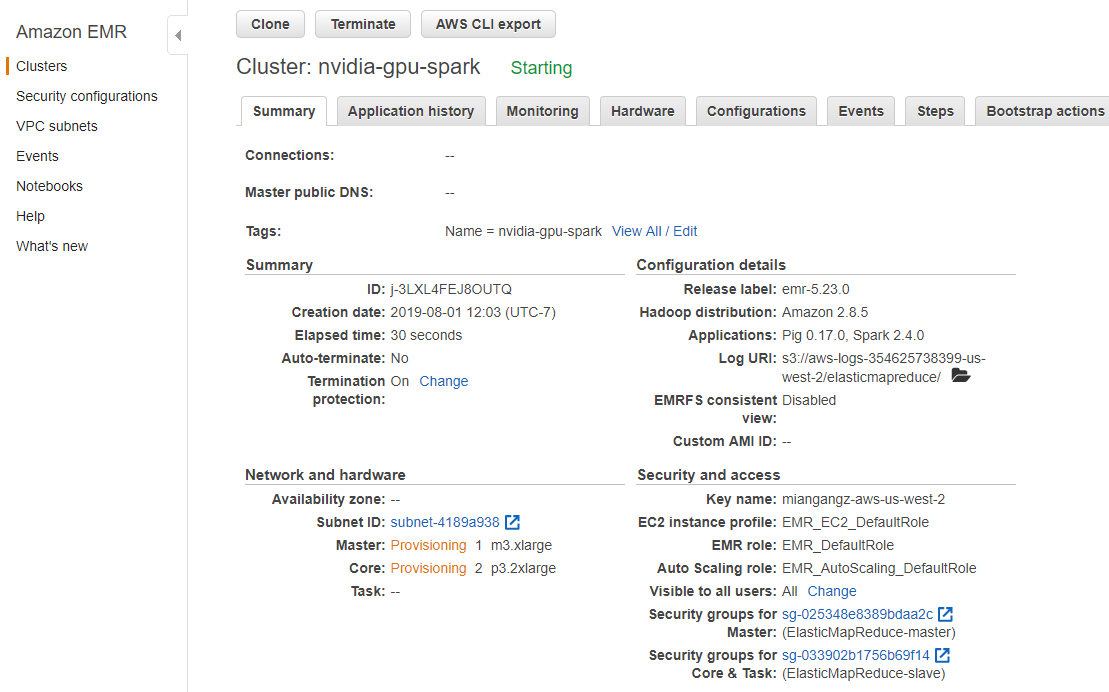 Amazon EMR
Clusters
Security configurations
VPC subnets
Events
Notebooks
Help
What's new
Clone Terminate AWS CLI export
Cluster: nvidia-gpu-spark Starting
Summary Application history Monitoring Hardware Configurations Events Steps Bootstrap actions
Connections: --
Master public DNS: --
Tags: Name = nvidia-gpu-spark View All / Edit
Summary
ID: j-3LXL4FEJ8OUTQ
Creation date: 2019-08-01 12:03 (UTC-7)
Elapsed time: 30 seconds
Auto-terminate: No
Termination On Change
protection:
Configuration details
Release label: emr-5.23.0
Hadoop distribution: Amazon 2.8.5
Applications: Pig 0.17.0, Spark 2.4.0
Log URI: s3://aws-logs-354625738399-us-
west-2/elasticmapreduce/
EMRFS consistent Disabled
view:
Custom AMI ID: --
Network and hardware
Availability zone: --
Subnet ID: subnet-4189a938
Master: Provisioning 1 m3.xlarge
Core: Provisioning 2 p3.2xlarge
Task: --
Security and access
Key name: miangangz-aws-us-west-2
EC2 instance profile: EMR_EC2_DefaultRole
EMR role: EMR_DefaultRole
Auto Scaling role: EMR_AutoScaling_DefaultRole
Visible to all users: All Change
Security groups for sg-025348e8389bdaa2c
Master: (ElasticMapReduce-master)
Security groups for sg-033902b1756b69f14
Core & Task: (ElasticMapReduce-slave)